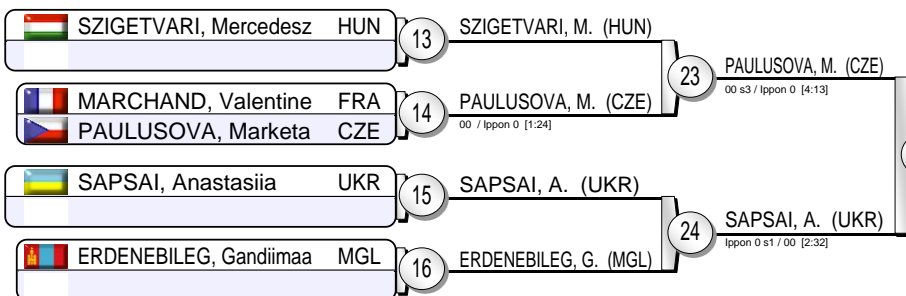 SZIGETVARI, Mercedesz HUN
13
SZIGETVARI, M. (HUN)
23
PAULUSOVA, M. (CZE)
00 s3 / Ippon 0 [4:13]
MARCHAND, Valentine FRA
PAULUSOVA, Marketa CZE
14
PAULUSOVA, M. (CZE)
00 / Ippon 0 [1:24]
SAPSAI, Anastasiia UKR
15
SAPSAI, A. (UKR)
24
SAPSAI, A. (UKR)
Ippon 0 s1 / 00 [2:32]
ERDENEBILEG, Gandiimaa MGL
16
ERDENEBILEG, G. (MGL)